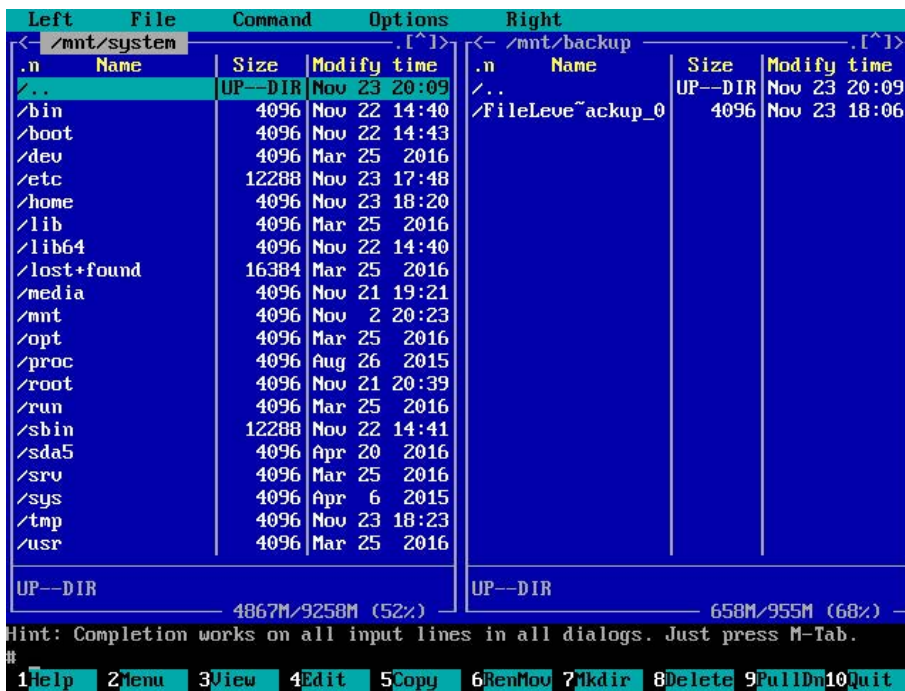 Left File Command Options Right
<─ /mnt/system ─.[^]> <─ /mnt/backup ─.[^]>
.n Name Size Modify time .n Name Size Modify time
/.. UP--DIR Nov 23 20:09 /.. UP--DIR Nov 23 20:09
/bin 4096 Nov 22 14:40 /FileLeve~ackup_0 4096 Nov 23 18:06
/boot 4096 Nov 22 14:43
/dev 4096 Mar 25 2016
/etc 12288 Nov 23 17:48
/home 4096 Nov 23 18:20
/lib 4096 Mar 25 2016
/lib64 4096 Nov 22 14:40
/lost+found 16384 Mar 25 2016
/media 4096 Nov 21 19:21
/mnt 4096 Nov 2 20:23
/opt 4096 Mar 25 2016
/proc 4096 Aug 26 2015
/root 4096 Nov 21 20:39
/run 4096 Mar 25 2016
/sbin 12288 Nov 22 14:41
/sda5 4096 Apr 20 2016
/srv 4096 Mar 25 2016
/sys 4096 Apr 6 2015
/tmp 4096 Nov 23 18:23
/usr 4096 Mar 25 2016
UP--DIR UP--DIR
4867M/9258M (52%) 658M/955M (68%)
Hint: Completion works on all input lines in all dialogs. Just press M-Tab.
# _
1Help 2Menu 3View 4Edit 5Copy 6RenMov 7Mkdir 8Delete 9PullDn 10Quit